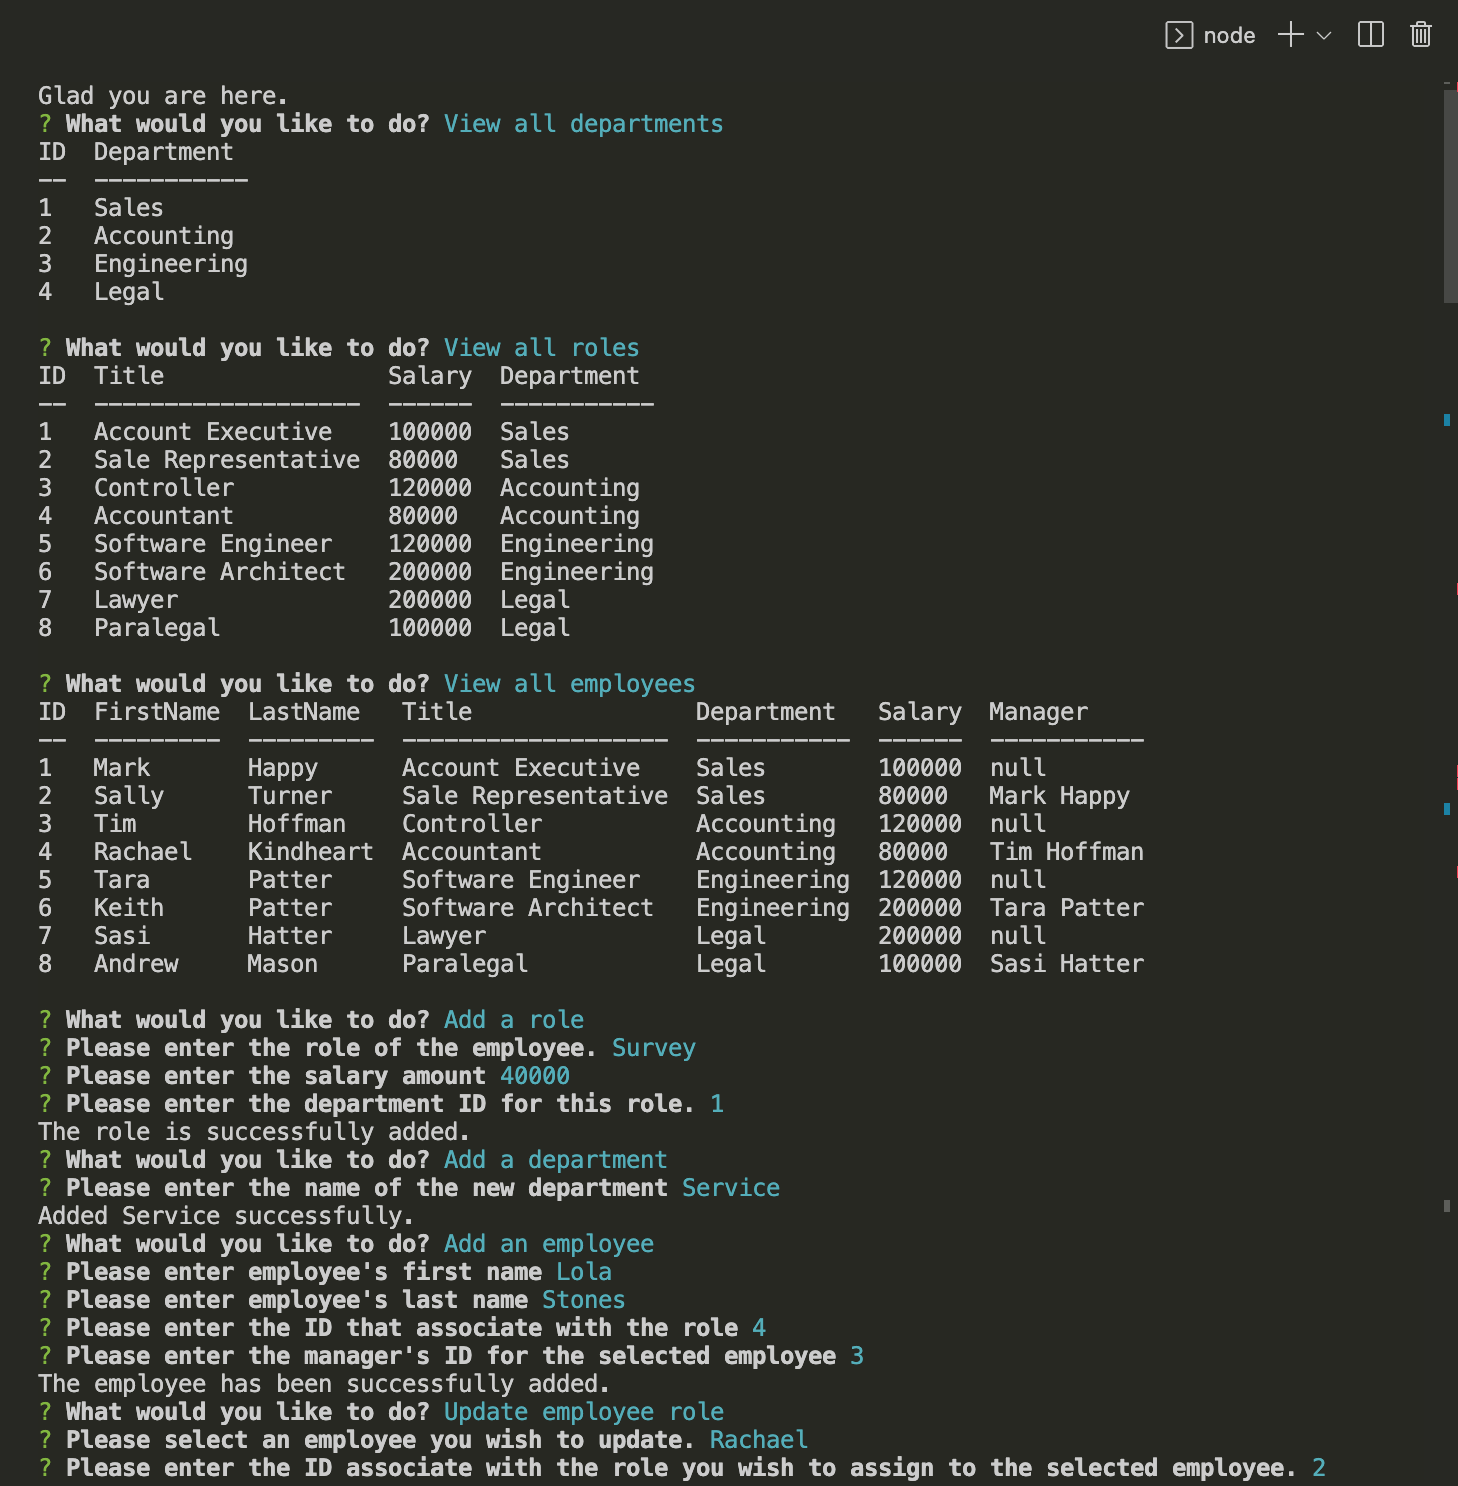 node
Glad you are here.
? What would you like to do? View all departments
ID  Department
--  -----------
1   Sales
2   Accounting
3   Engineering
4   Legal
? What would you like to do? View all roles
ID  Title                Salary  Department
--  -------------------  ------  -----------
1   Account Executive    100000  Sales
2   Sale Representative  80000   Sales
3   Controller           120000  Accounting
4   Accountant           80000   Accounting
5   Software Engineer    120000  Engineering
6   Software Architect   200000  Engineering
7   Lawyer               200000  Legal
8   Paralegal            100000  Legal
? What would you like to do? View all employees
ID  FirstName  LastName   Title                Department   Salary  Manager
--  ---------  ---------  -------------------  -----------  ------  -----------
1   Mark       Happy      Account Executive    Sales        100000  null
2   Sally      Turner     Sale Representative  Sales        80000   Mark Happy
3   Tim        Hoffman    Controller           Accounting   120000  null
4   Rachael    Kindheart  Accountant           Accounting   80000   Tim Hoffman
5   Tara       Patter     Software Engineer    Engineering  120000  null
6   Keith      Patter     Software Architect   Engineering  200000  Tara Patter
7   Sasi       Hatter     Lawyer               Legal        200000  null
8   Andrew     Mason      Paralegal            Legal        100000  Sasi Hatter
? What would you like to do? Add a role
? Please enter the role of the employee. Survey
? Please enter the salary amount 40000
? Please enter the department ID for this role. 1
The role is successfully added.
? What would you like to do? Add a department
? Please enter the name of the new department Service
Added Service successfully.
? What would you like to do? Add an employee
? Please enter employee's first name Lola
? Please enter employee's last name Stones
? Please enter the ID that associate with the role 4
? Please enter the manager's ID for the selected employee 3
The employee has been successfully added.
? What would you like to do? Update employee role
? Please select an employee you wish to update. Rachael
? Please enter the ID associate with the role you wish to assign to the selected employee. 2